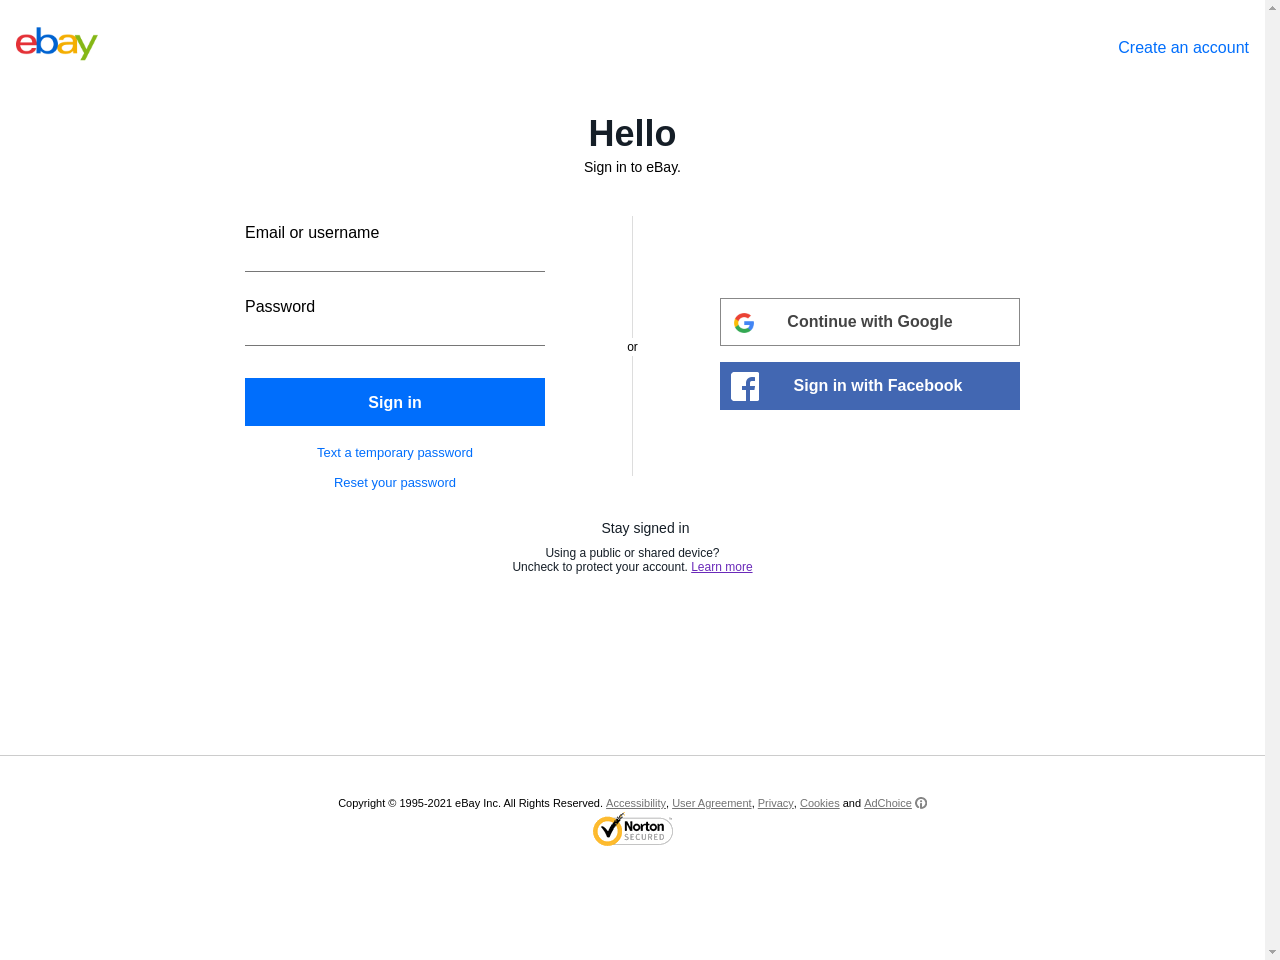 ebay
Create an account
Hello
Sign in to eBay.
Email or username
Password
Sign in
Text a temporary password
Reset your password
or
Continue with Google
Sign in with Facebook
Stay signed in
Using a public or shared device?
Uncheck to protect your account. Learn more
Copyright © 1995-2021 eBay Inc. All Rights Reserved. Accessibility, User Agreement, Privacy, Cookies and AdChoice
Norton
SECURED